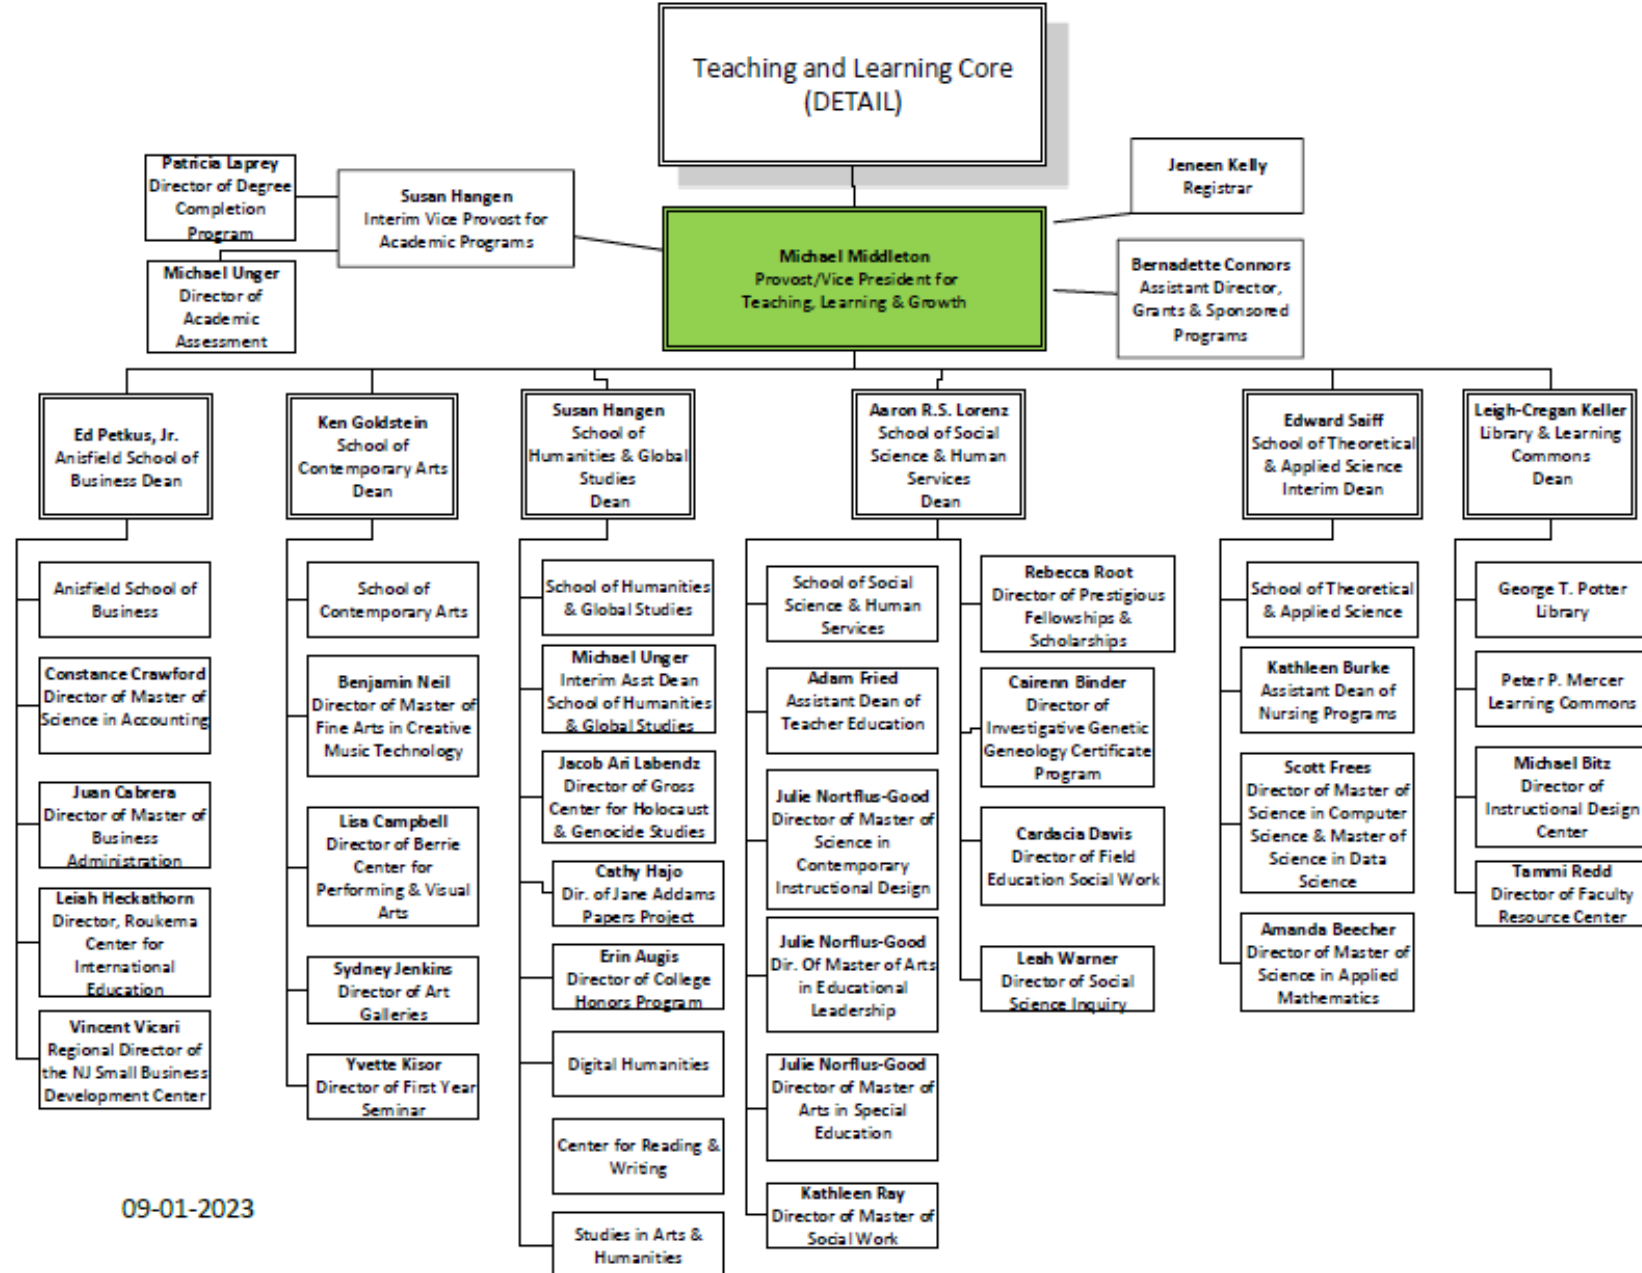 Teaching and Learning Core
(DETAIL)
Patricia Laprey
Director of Degree
Completion
Program
Susan Hangen
Interim Vice Provost for
Academic Programs
Michael Unger
Director of
Academic
Assessment
Michael Middleton
Provost/Vice President for
Teaching, Learning & Growth
Jeneen Kelly
Registrar
Bernadette Connors
Assistant Director,
Grants & Sponsored
Programs
Ed Petkus, Jr.
Anisfield School of
Business Dean
Ken Goldstein
School of
Contemporary Arts
Dean
Susan Hangen
School of
Humanities & Global
Studies
Dean
Aaron R.S. Lorenz
School of Social
Science & Human
Services
Dean
Edward Saiff
School of Theoretical
& Applied Science
Interim Dean
Leigh-Cregan Keller
Library & Learning
Commons
Dean
Anisfield School of
Business
Constance Crawford
Director of Master of
Science in Accounting
Juan Cabrera
Director of Master of
Business
Administration
Leiah Heckathorn
Director, Roukema
Center for
International
Education
Vincent Vicari
Regional Director of
the NJ Small Business
Development Center
School of
Contemporary Arts
Benjamin Neil
Director of Master of
Fine Arts in Creative
Music Technology
Lisa Campbell
Director of Berrie
Center for
Performing & Visual
Arts
Sydney Jenkins
Director of Art
Galleries
Yvette Kisor
Director of First Year
Seminar
School of Humanities
& Global Studies
Michael Unger
Interim Asst Dean
School of Humanities
& Global Studies
Jacob Ari Labendz
Director of Gross
Center for Holocaust
& Genocide Studies
Cathy Hajo
Dir. of Jane Addams
Papers Project
Erin Augis
Director of College
Honors Program
Digital Humanities
Center for Reading &
Writing
Studies in Arts &
Humanities
School of Social
Science & Human
Services
Adam Fried
Assistant Dean of
Teacher Education
Julie Nortflus-Good
Director of Master of
Science in
Contemporary
Instructional Design
Julie Norflus-Good
Dir. Of Master of Arts
in Educational
Leadership
Julie Norflus-Good
Director of Master of
Arts in Special
Education
Kathleen Ray
Director of Master of
Social Work
Rebecca Root
Director of Prestigious
Fellowships &
Scholarships
Cairenn Binder
Director of
Investigative Genetic
Geneology Certificate
Program
Cardacia Davis
Director of Field
Education Social Work
Leah Warner
Director of Social
Science Inquiry
School of Theoretical
& Applied Science
Kathleen Burke
Assistant Dean of
Nursing Programs
Scott Frees
Director of Master of
Science in Computer
Science & Master of
Science in Data
Science
Amanda Beecher
Director of Master of
Science in Applied
Mathematics
George T. Potter
Library
Peter P. Mercer
Learning Commons
Michael Bitz
Director of
Instructional Design
Center
Tammi Redd
Director of Faculty
Resource Center
09-01-2023